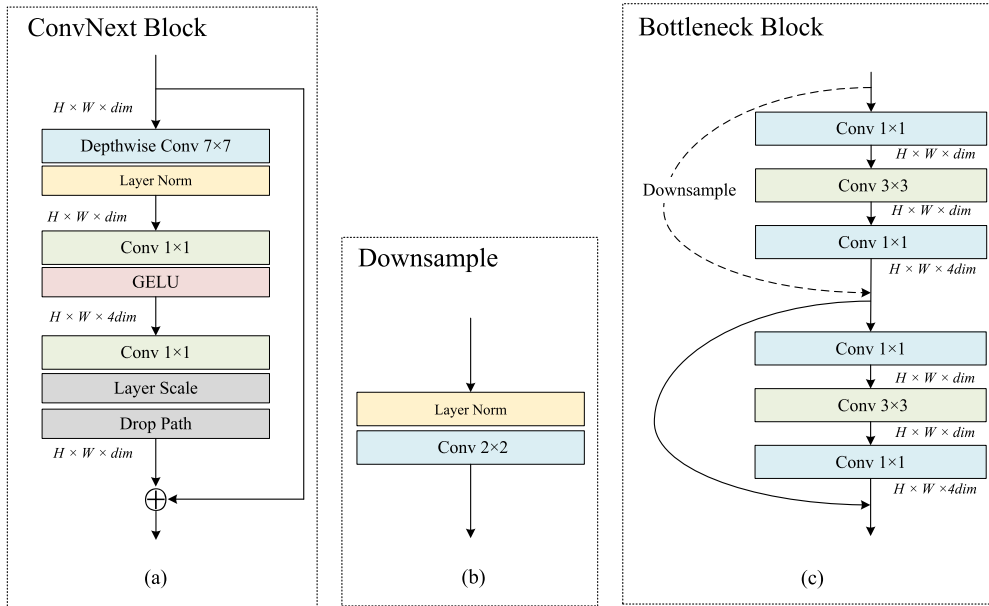 ConvNext Block
H × W × dim
Depthwise Conv 7×7
Layer Norm
H × W × dim
Conv 1×1
GELU
H × W × 4dim
Conv 1×1
Layer Scale
Drop Path
H × W × dim
(a)
Downsample
Layer Norm
Conv 2×2
(b)
Bottleneck Block
Conv 1×1
H × W × dim
Downsample
Conv 3×3
H × W × dim
Conv 1×1
H × W × 4dim
Conv 1×1
H × W × dim
Conv 3×3
H × W × dim
Conv 1×1
H × W ×4dim
(c)